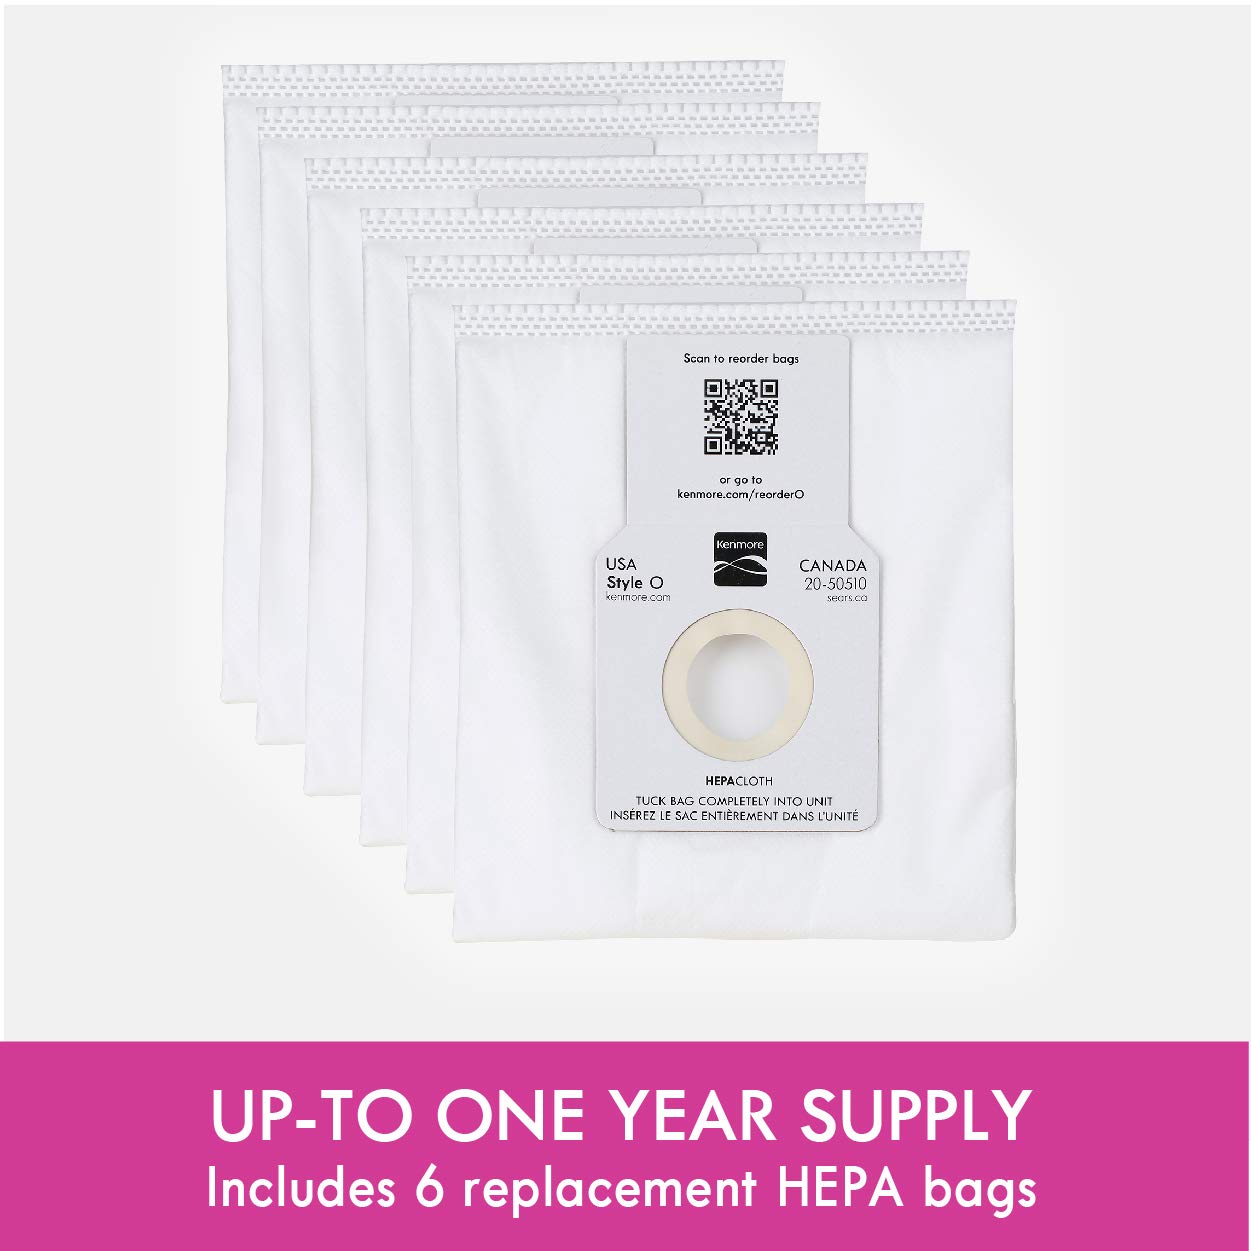 Scan to reorder bags
or go to
kenmore.com/reorderO
Kenmore
USA
Style O
kenmore.com
CANADA
20-50510
sears.ca
HEPACLOTH
TUCK BAG COMPLETELY INTO UNIT
INSÉREZ LE SAC ENTIÈREMENT DANS L'UNITÉ
UP-TO ONE YEAR SUPPLY
Includes 6 replacement HEPA bags